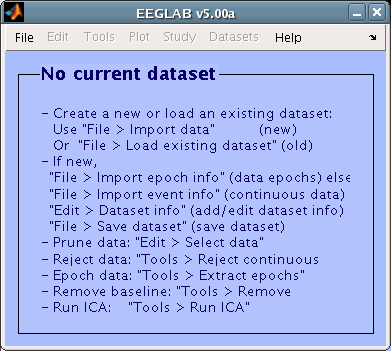 EEGLAB v5.00a
File Edit Tools Plot Study Datasets Help
No current dataset
- Create a new or load an existing dataset:
Use "File > Import data" (new)
Or "File > Load existing dataset" (old)
- If new,
"File > Import epoch info" (data epochs) else
"File > Import event info" (continuous data)
"Edit > Dataset info" (add/edit dataset info)
"File > Save dataset" (save dataset)
- Prune data: "Edit > Select data"
- Reject data: "Tools > Reject continuous
- Epoch data: "Tools > Extract epochs"
- Remove baseline: "Tools > Remove
- Run ICA: "Tools > Run ICA"